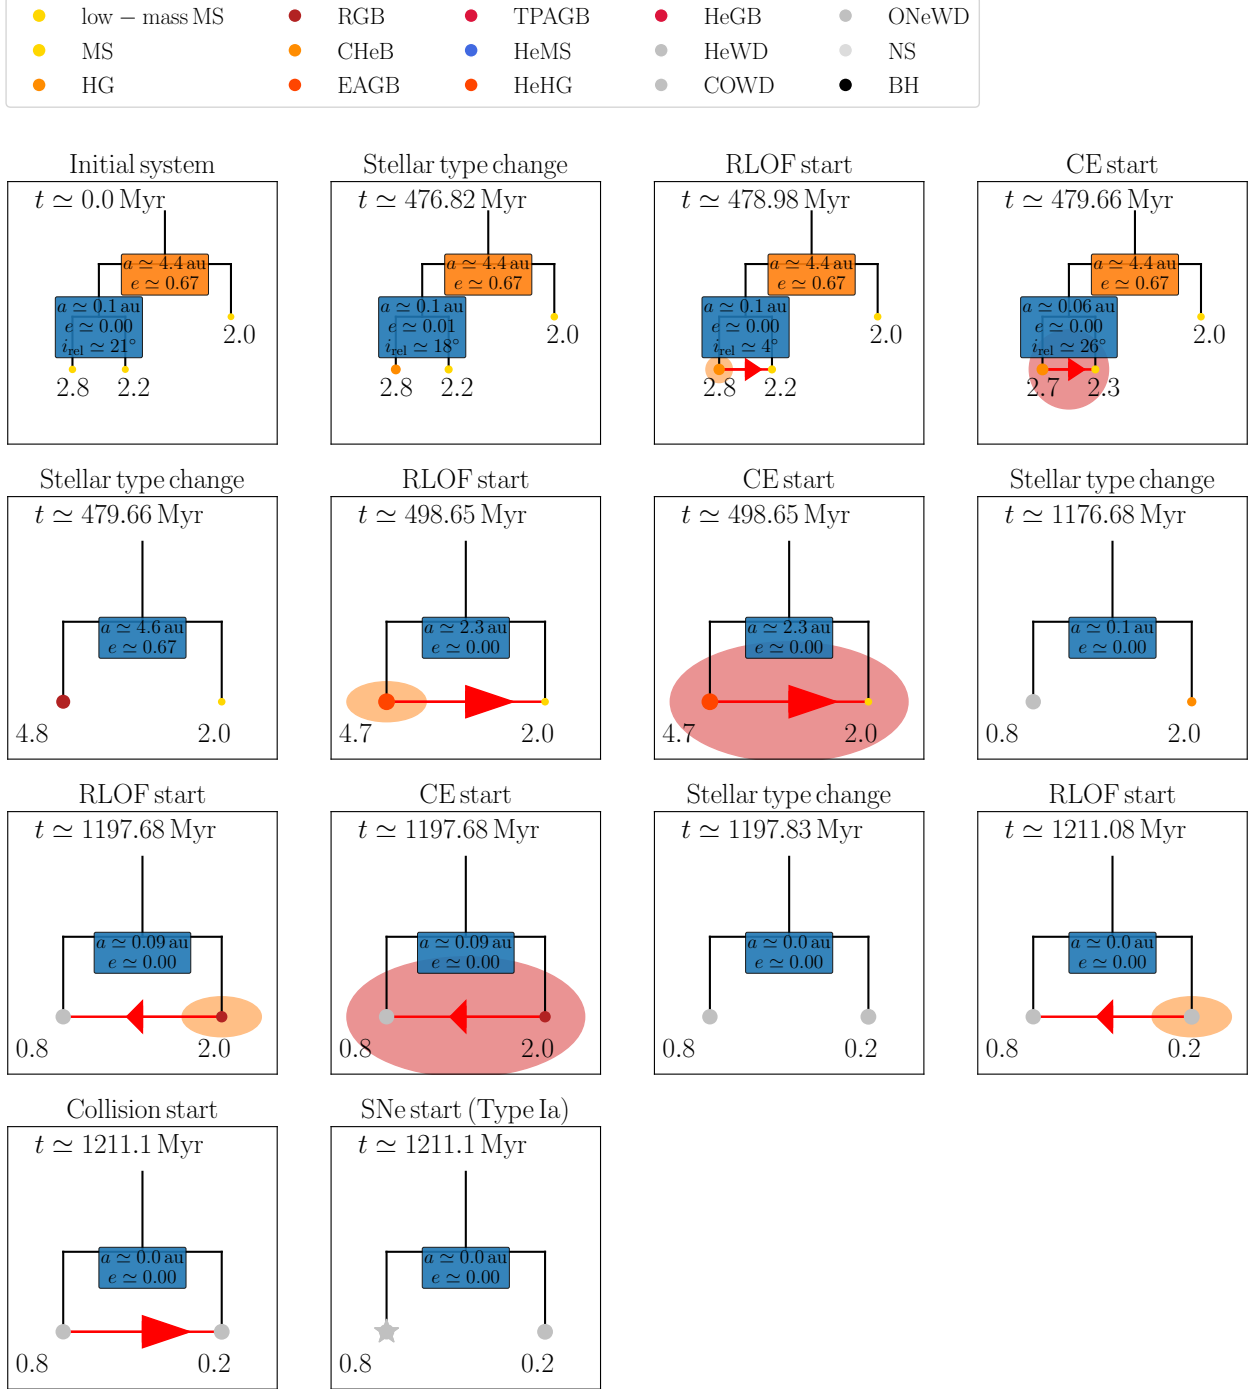 low − mass MS RGB TPAGB HeGB ONeWD
MS CHeB HeMS HeWD NS
HG EAGB HeHG COWD BH
Initial system
t ≃ 0.0 Myr
a ≃ 4.4 au
e ≃ 0.67
a ≃ 0.1 au
e ≃ 0.00
i_rel ≃ 21°
2.0
2.8 2.2
Stellar type change
t ≃ 476.82 Myr
a ≃ 4.4 au
e ≃ 0.67
a ≃ 0.1 au
e ≃ 0.01
i_rel ≃ 18°
2.0
2.8 2.2
RLOF start
t ≃ 478.98 Myr
a ≃ 4.4 au
e ≃ 0.67
a ≃ 0.1 au
e ≃ 0.00
i_rel ≃ 4°
2.0
2.8 2.2
CE start
t ≃ 479.66 Myr
a ≃ 4.4 au
e ≃ 0.67
a ≃ 0.06 au
e ≃ 0.00
i_rel ≃ 26°
2.0
2.7 2.3
Stellar type change
t ≃ 479.66 Myr
a ≃ 4.6 au
e ≃ 0.67
4.8 2.0
RLOF start
t ≃ 498.65 Myr
a ≃ 2.3 au
e ≃ 0.00
4.7 2.0
CE start
t ≃ 498.65 Myr
a ≃ 2.3 au
e ≃ 0.00
4.7 2.0
Stellar type change
t ≃ 1176.68 Myr
a ≃ 0.1 au
e ≃ 0.00
0.8 2.0
RLOF start
t ≃ 1197.68 Myr
a ≃ 0.09 au
e ≃ 0.00
0.8 2.0
CE start
t ≃ 1197.68 Myr
a ≃ 0.09 au
e ≃ 0.00
0.8 2.0
Stellar type change
t ≃ 1197.83 Myr
a ≃ 0.0 au
e ≃ 0.00
0.8 0.2
RLOF start
t ≃ 1211.08 Myr
a ≃ 0.0 au
e ≃ 0.00
0.8 0.2
Collision start
t ≃ 1211.1 Myr
a ≃ 0.0 au
e ≃ 0.00
0.8 0.2
SNe start (Type Ia)
t ≃ 1211.1 Myr
a ≃ 0.0 au
e ≃ 0.00
0.8 0.2